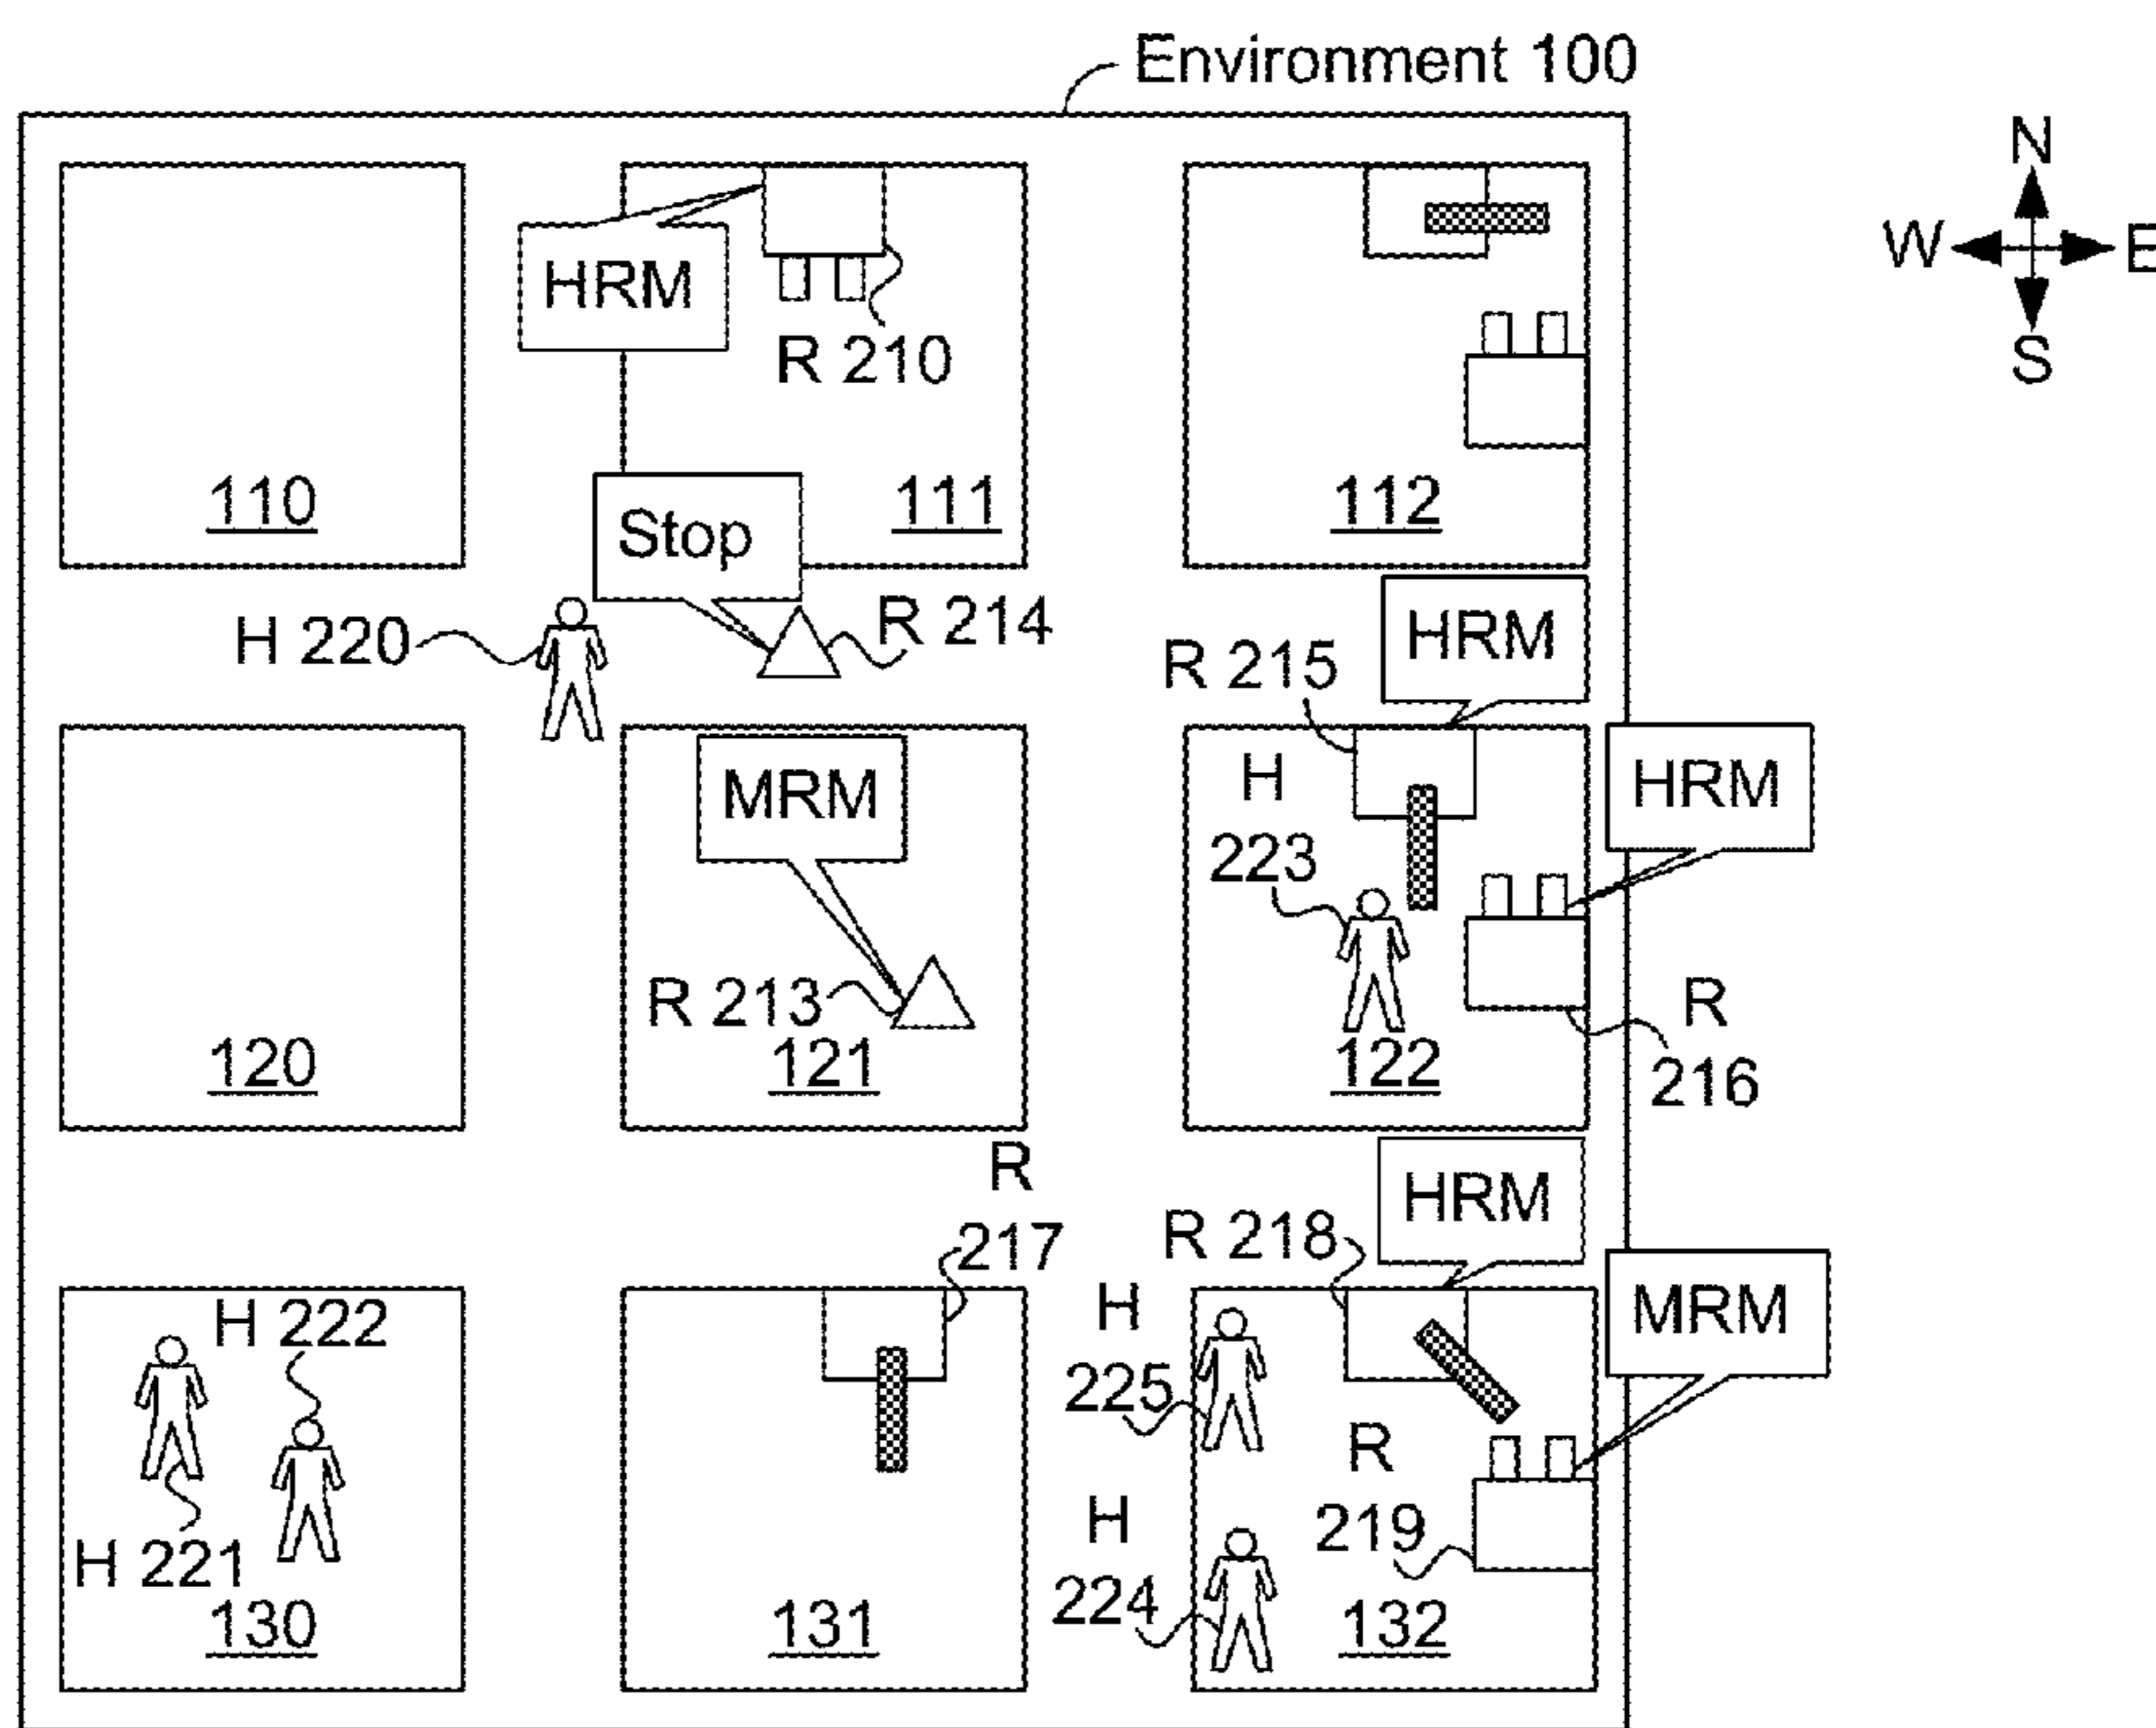 Environment 100
N
W E
S
HRM
R 210
110
111
112
Stop
H 220
R 214
HRM
R 215
MRM
H
223
HRM
R 213
R
216
120
121
122
R
217
HRM
R 218
MRM
H 222
H
225
R
219
H
224
H 221
130
131
132